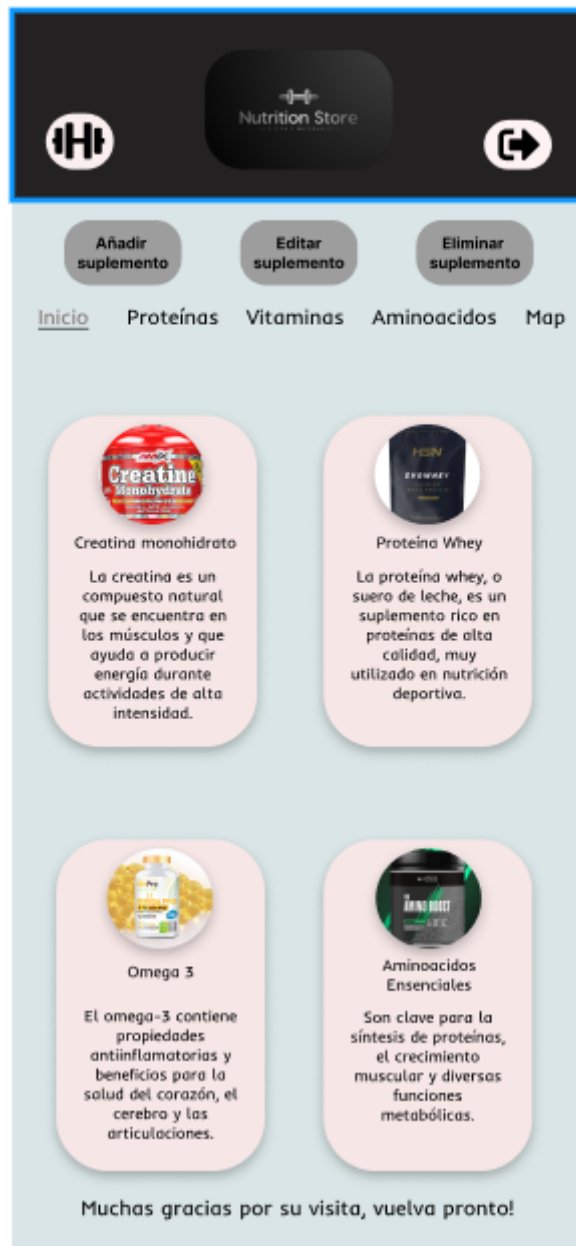 Nutrition Store
Añadir
suplemento
Editar
suplemento
Eliminar
suplemento
Inicio Proteínas Vitaminas Aminoacidos Map
Creatine
Monohydrate
Creatina monohidrato
La creatina es un
compuesto natural
que se encuentra en
los músculos y que
ayuda a producir
energía durante
actividades de alta
intensidad.
HSN
EVOWHEY
Proteína Whey
La proteína whey, o
suero de leche, es un
suplemento rico en
proteínas de alta
calidad, muy
utilizado en nutrición
deportiva.
Omega 3
El omega-3 contiene
propiedades
antiinflamatorias y
beneficios para la
salud del corazón, el
cerebro y las
articulaciones.
AMINO BOOST
Aminoacidos
Ensenciales
Son clave para la
síntesis de proteínas,
el crecimiento
muscular y diversas
funciones
metabólicas.
Muchas gracias por su visita, vuelva pronto!